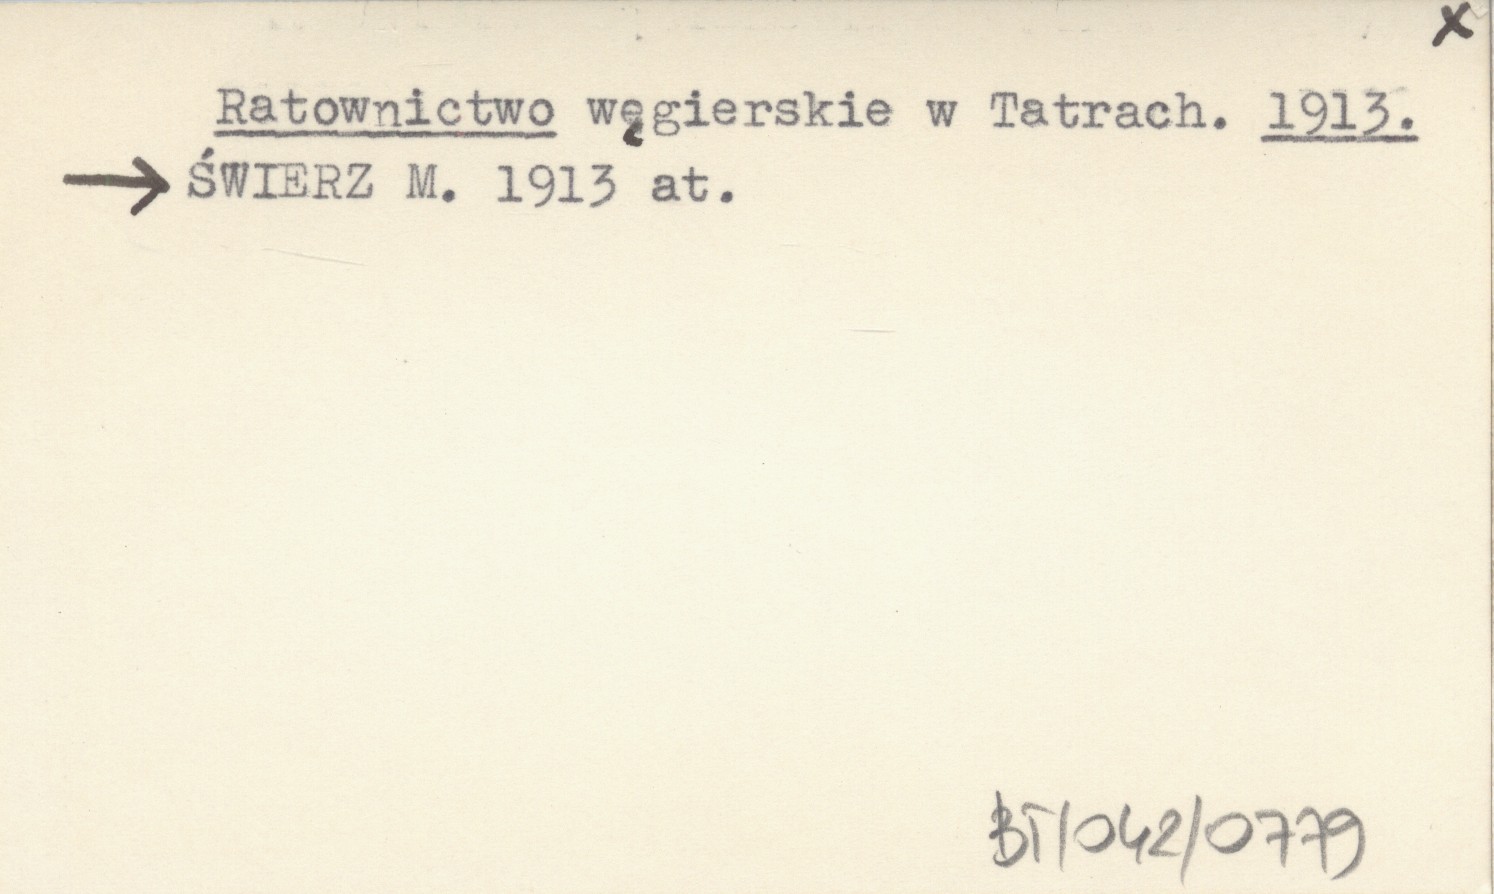 x
Ratownictwo węgierskie w Tatrach. 1913.
→ ŚWIERZ M. 1913 at.
BT/042/0779